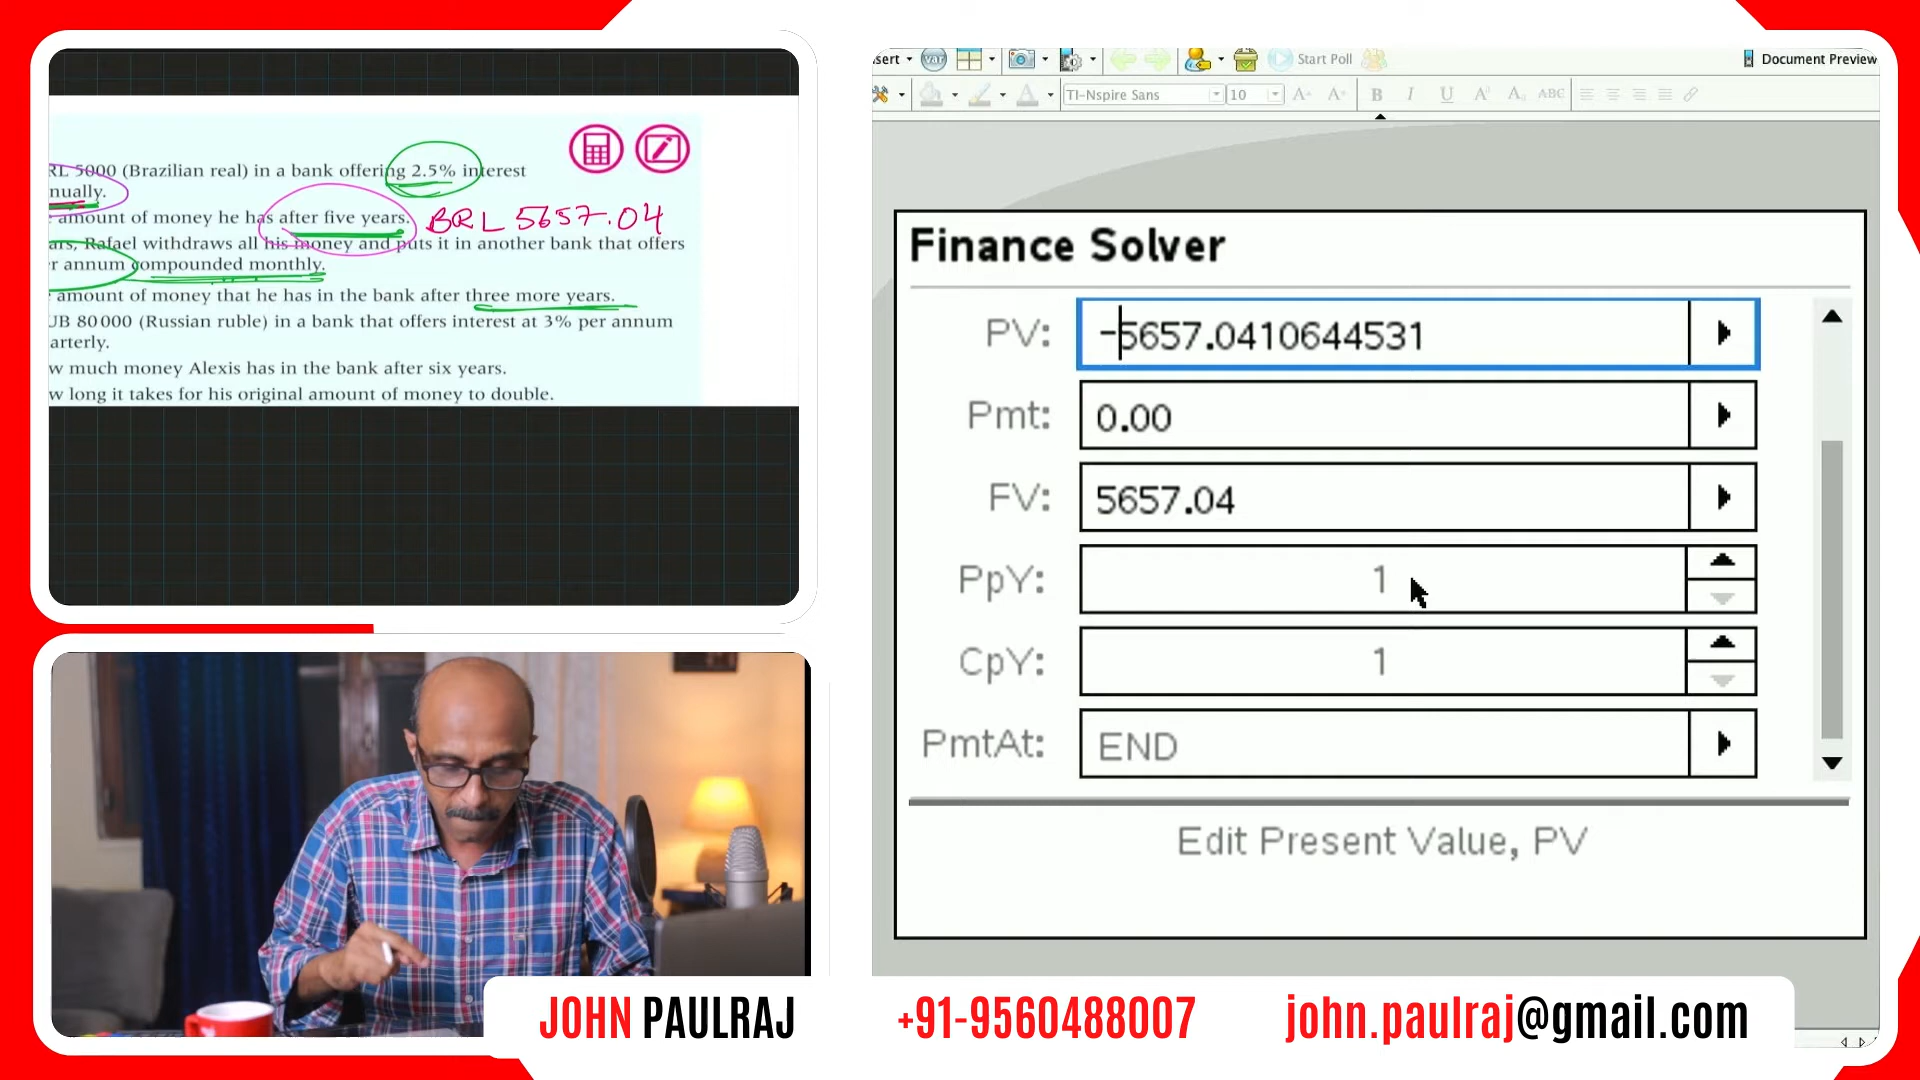 RL 5000 (Brazilian real) in a bank offering 2.5% interest
nually.
amount of money he has after five years. BRL 5657.04
ars, Rafael withdraws all his money and puts it in another bank that offers
r annum compounded monthly.
amount of money that he has in the bank after three more years.
UB 80000 (Russian ruble) in a bank that offers interest at 3% per annum
arterly.
w much money Alexis has in the bank after six years.
w long it takes for his original amount of money to double.
sert
var
Start Poll
Document Preview
TI-Nspire Sans
10
A A A B I U A A ABC
Finance Solver
PV: -5657.0410644531
Pmt: 0.00
FV: 5657.04
PpY: 1
CpY: 1
PmtAt: END
Edit Present Value, PV
JOHN PAULRAJ
+91-9560488007
john.paulraj@gmail.com